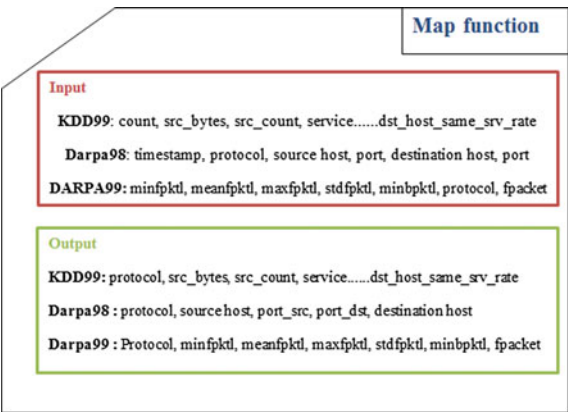 Map function
Input
KDD99: count, src_bytes, src_count, service......dst_host_same_srv_rate
Darpa98: timestamp, protocol, source host, port, destination host, port
DARPA99: minfpktl, meanfpktl, maxfpktl, stdfpktl, minbpktl, protocol, fpacket
Output
KDD99: protocol, src_bytes, src_count, service......dst_host_same_srv_rate
Darpa98 : protocol, source host, port_src, port_dst, destination host
Darpa99 : Protocol, minfpktl, meanfpktl, maxfpktl, stdfpktl, minbpktl, fpacket